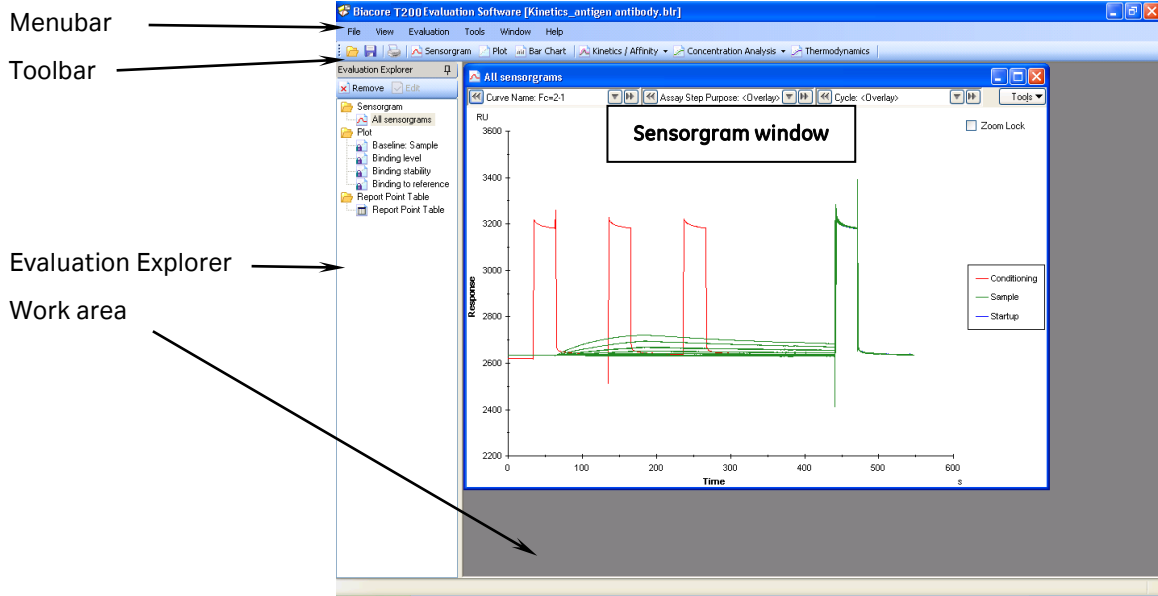 Menubar
Toolbar
Evaluation Explorer
Work area
Biacore T200 Evaluation Software [Kinetics_antigen antibody.blr]
File View Evaluation Tools Window Help
Sensorgram Plot Bar Chart Kinetics / Affinity Concentration Analysis Thermodynamics
Evaluation Explorer
Remove Edit
Sensorgram
All sensorgrams
Plot
Baseline: Sample
Binding level
Binding stability
Binding to reference
Report Point Table
Report Point Table
All sensorgrams
Curve Name: Fc=2-1 Assay Step Purpose: <Overlay> Cycle: <Overlay> Tools
Sensorgram window
Zoom Lock
RU
3600
3400
3200
3000
2800
2600
2400
2200
Response
0 100 200 300 400 500 600
Time s
Conditioning
Sample
Startup